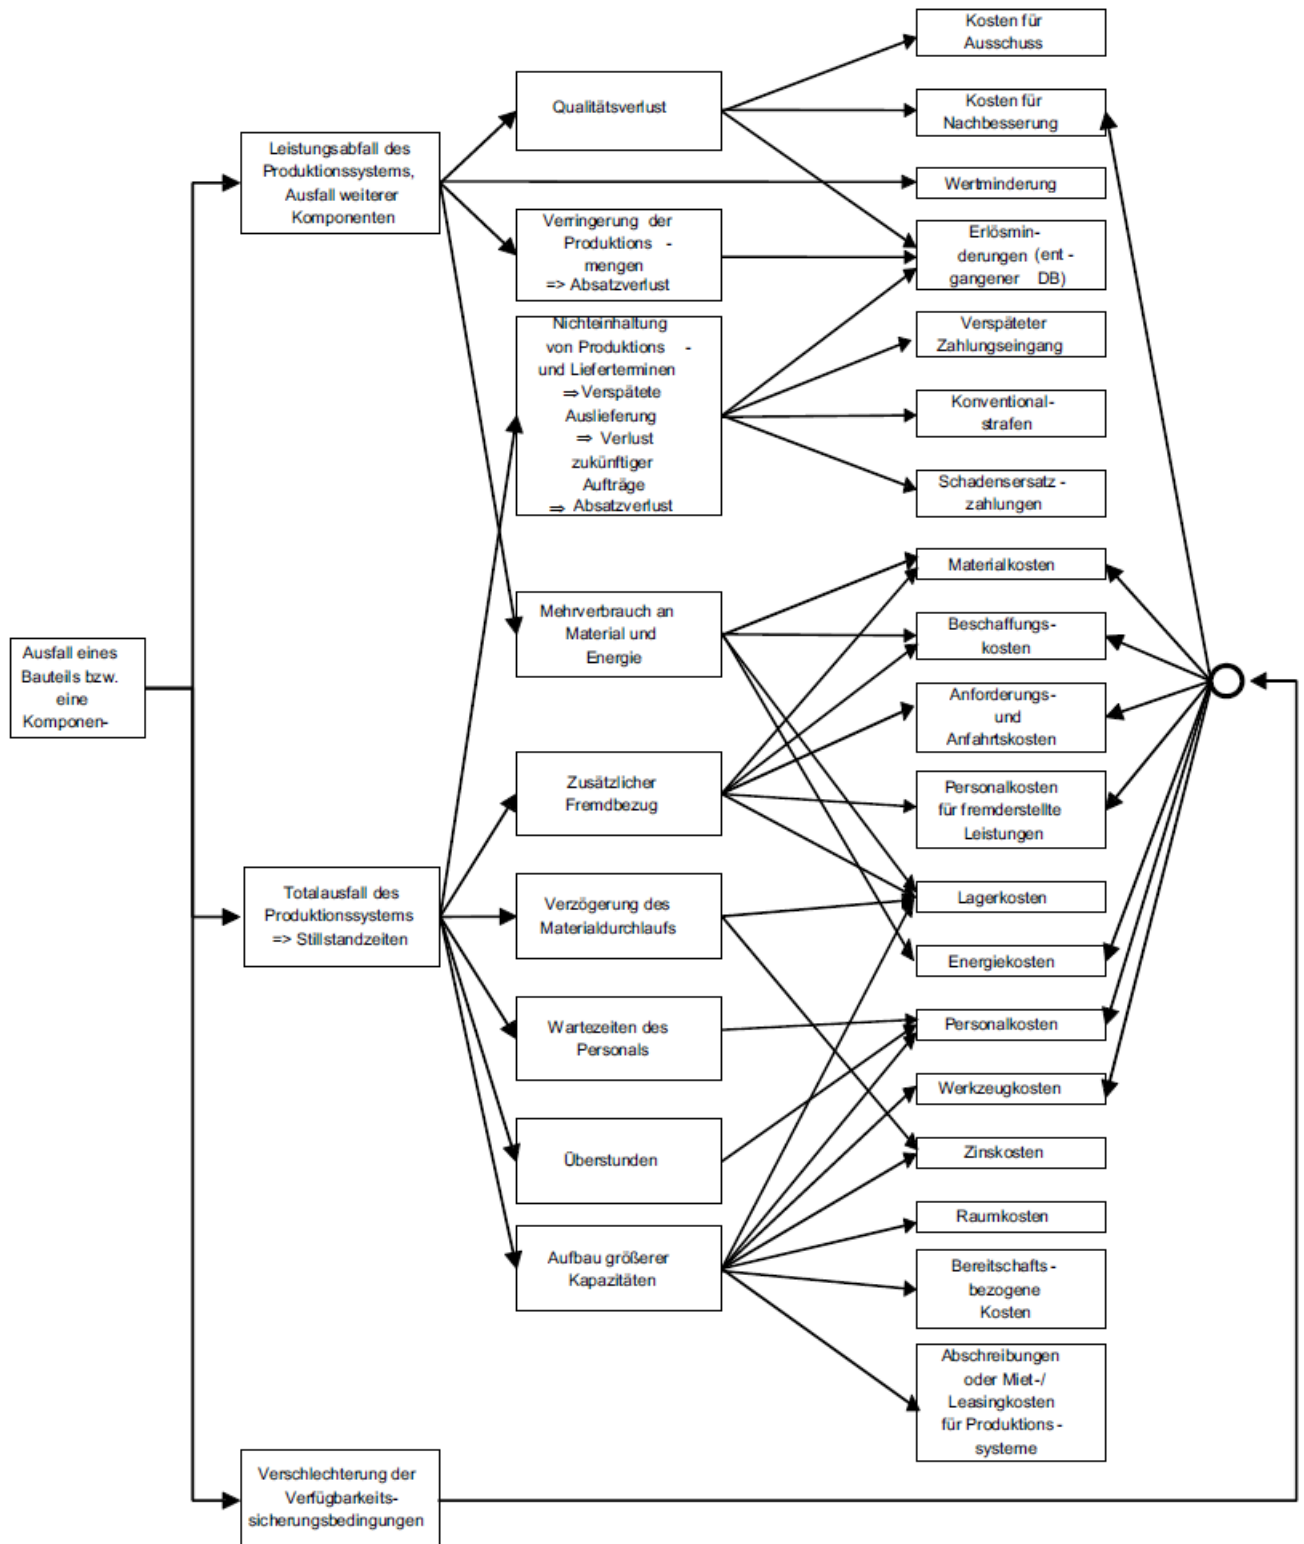 Ausfall eines
Bauteils bzw.
eine
Komponen-
Leistungsabfall des
Produktionssystems,
Ausfall weiterer
Komponenten
Totalausfall des
Produktionssystems
=> Stillstandzeiten
Verschlechterung der
Verfügbarkeits-
sicherungsbedingungen
Qualitätsverlust
Verringerung der
Produktions -
mengen
=> Absatzverlust
Nichteinhaltung
von Produktions -
und Lieferterminen
⇒ Verspätete
Auslieferung
⇒ Verlust
zukünftiger
Aufträge
⇒ Absatzverlust
Mehrverbrauch an
Material und
Energie
Zusätzlicher
Fremdbezug
Verzögerung des
Materialdurchlaufs
Wartezeiten des
Personals
Überstunden
Aufbau größerer
Kapazitäten
Kosten für
Ausschuss
Kosten für
Nachbesserung
Wertminderung
Erlösmin-
derungen (ent -
gangener DB)
Verspäteter
Zahlungseingang
Konventional-
strafen
Schadensersatz -
zahlungen
Materialkosten
Beschaffungs-
kosten
Anforderungs-
und
Anfahrtskosten
Personalkosten
für fremderstellte
Leistungen
Lagerkosten
Energiekosten
Personalkosten
Werkzeugkosten
Zinskosten
Raumkosten
Bereitschafts -
bezogene
Kosten
Abschreibungen
oder Miet-/
Leasingkosten
für Produktions -
systeme